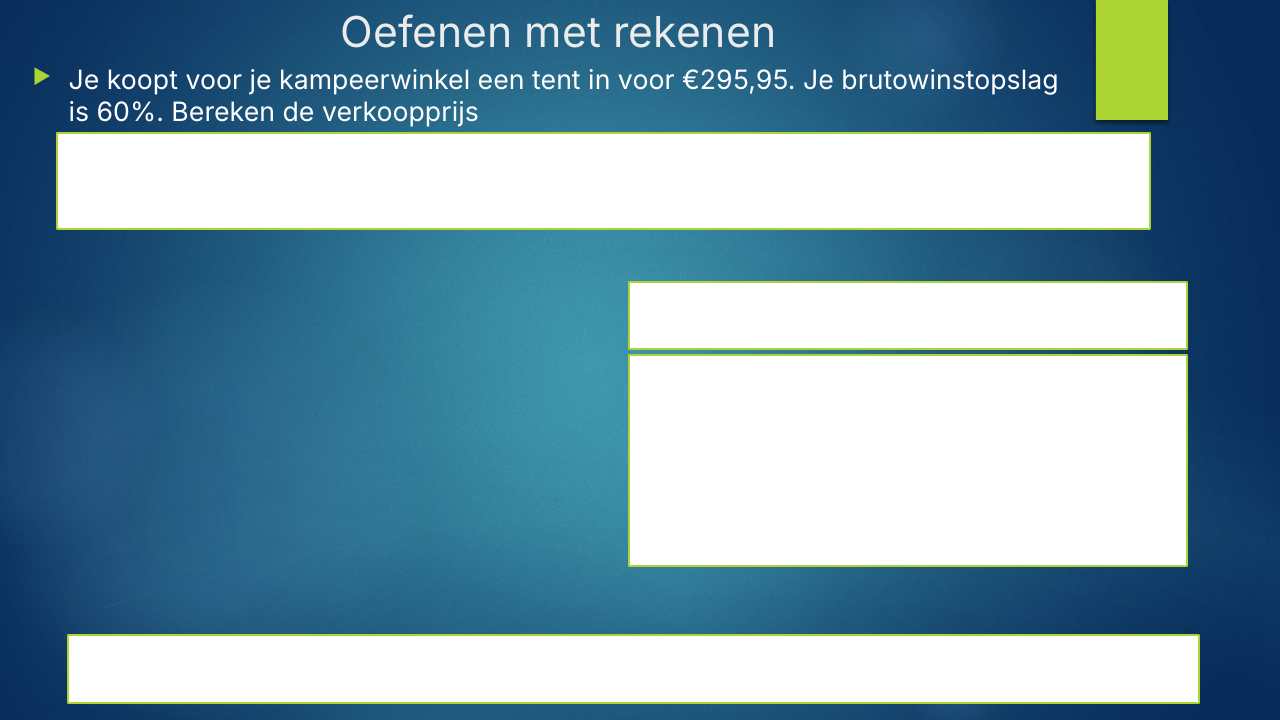 Oefenen met rekenen
Je koopt voor je kampeerwinkel een tent in voor €295,95. Je brutowinstopslag
is 60%. Bereken de verkoopprijs